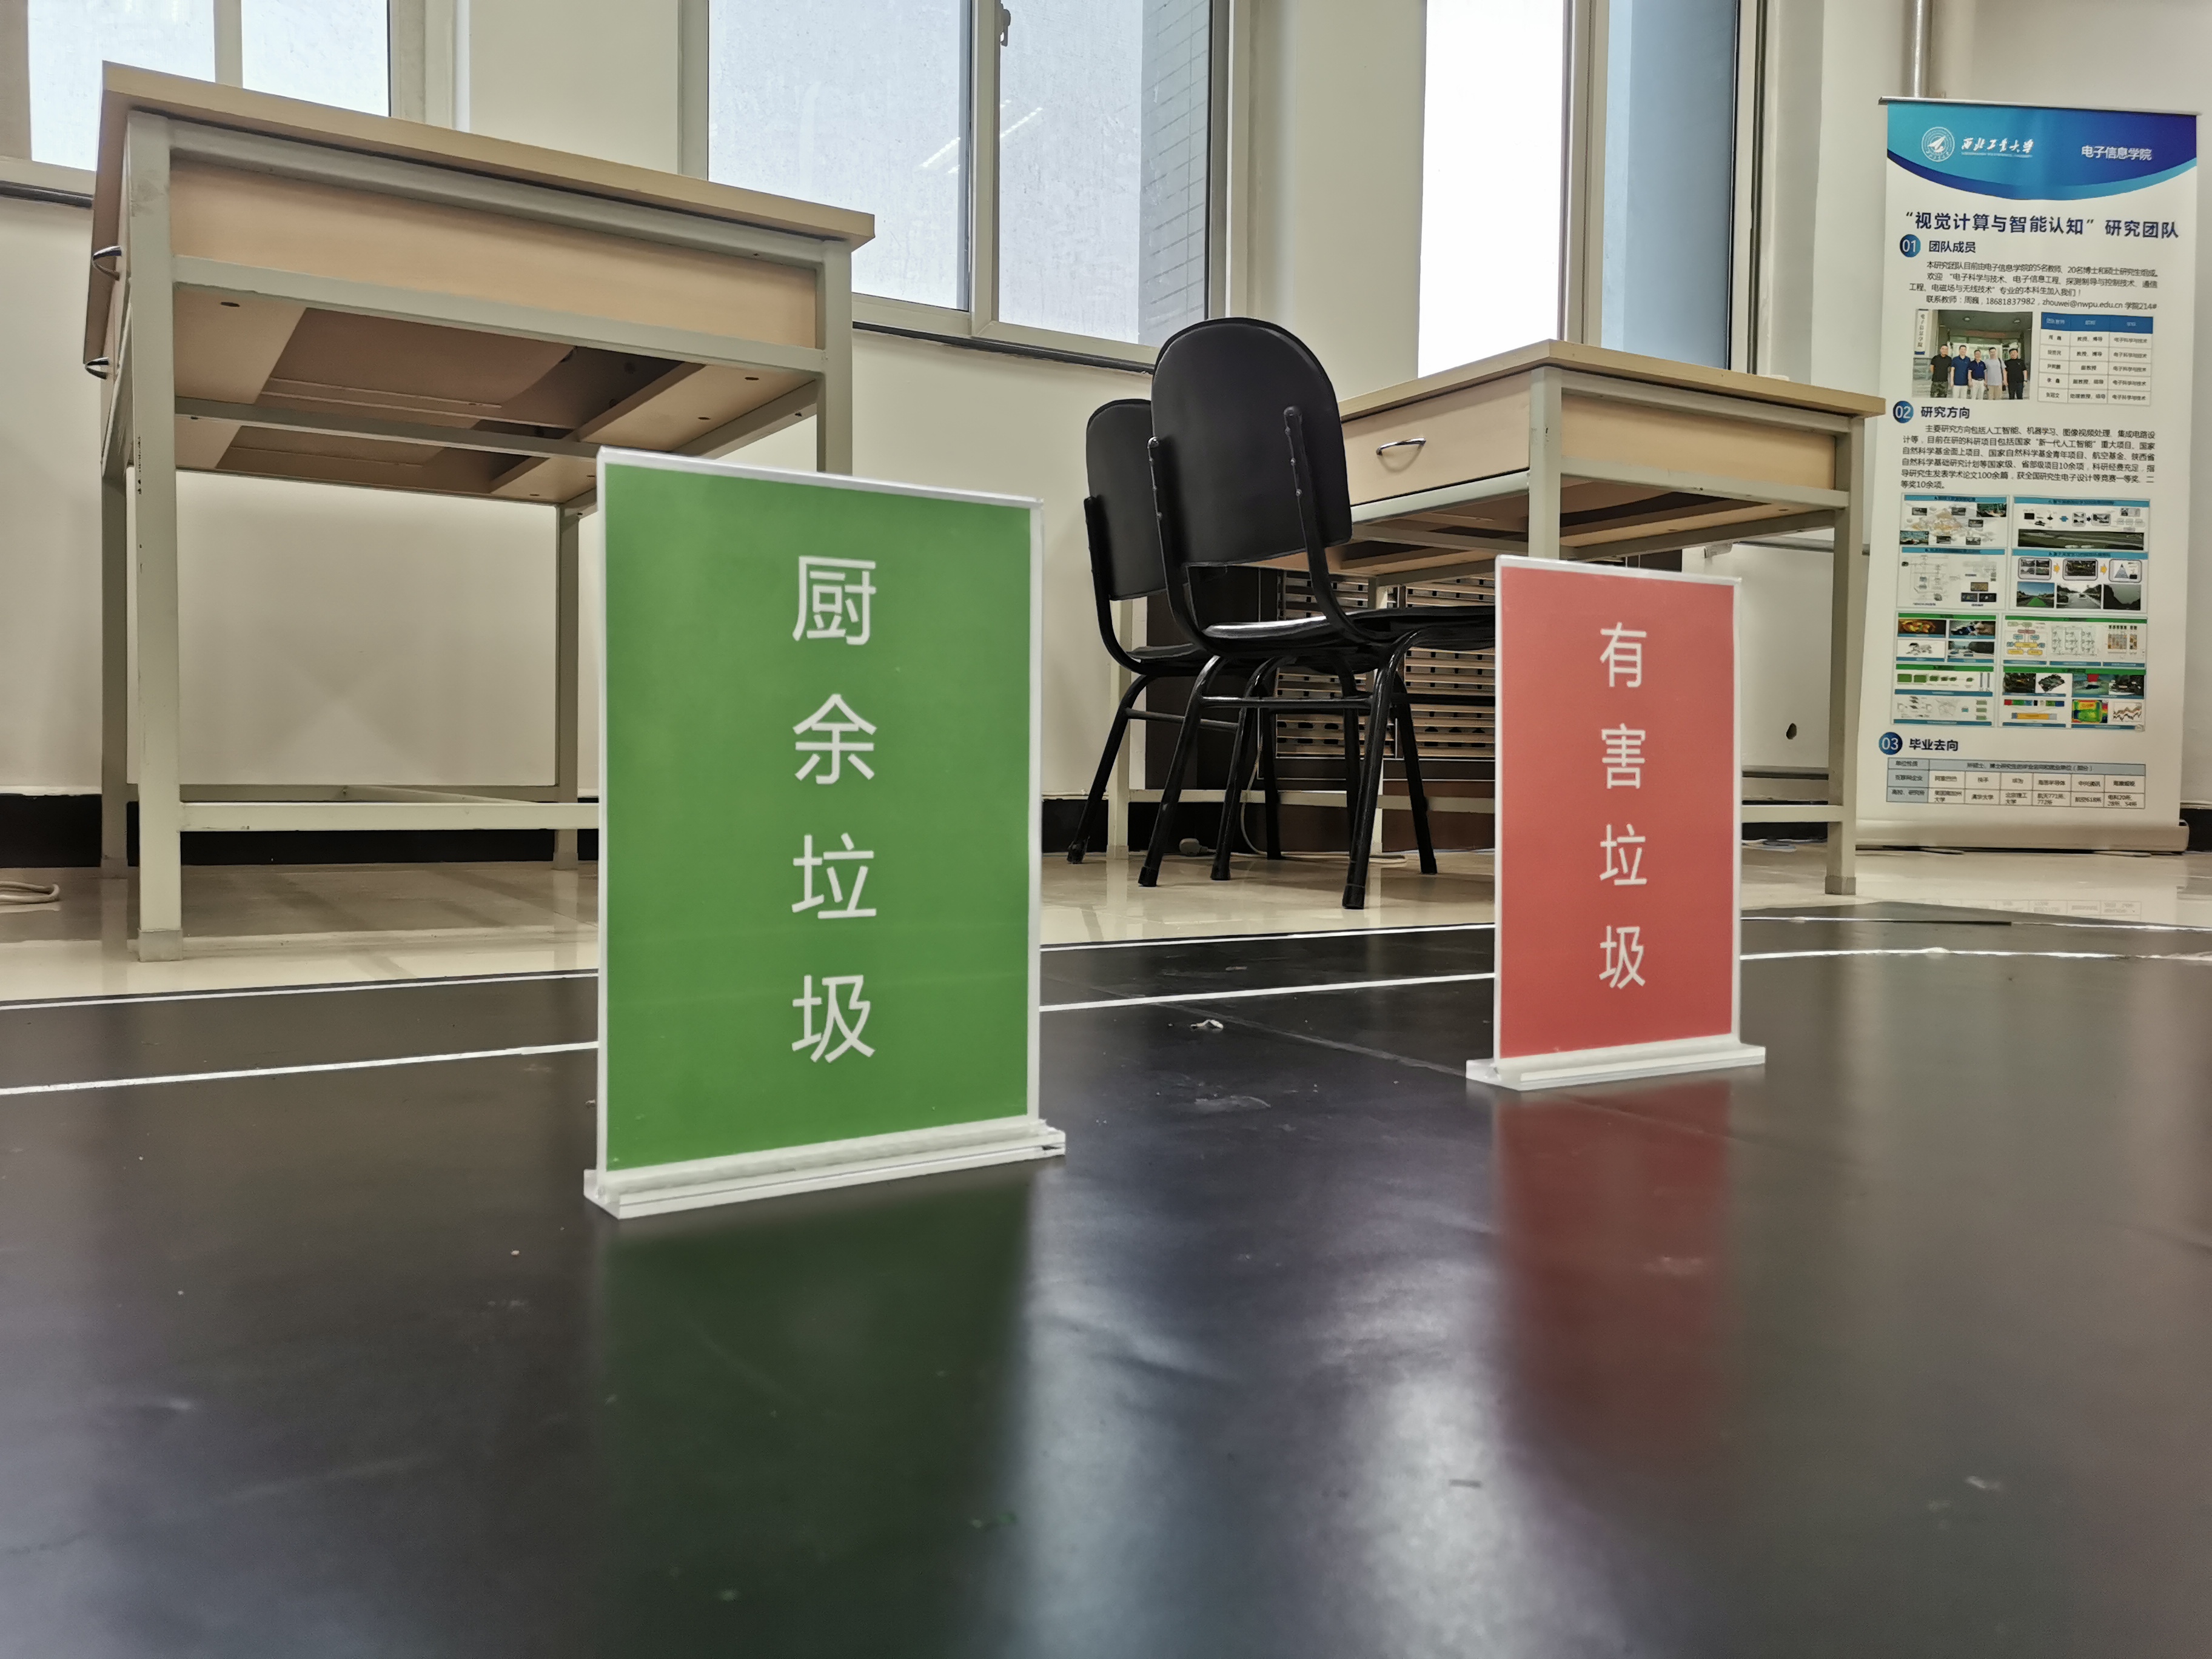 厨余垃圾
有害垃圾
西北工业大学
电子信息学院
“视觉计算与智能认知”研究团队
01 团队成员
本研究团队目前由电子信息学院的5名教师，20名博士和硕士研究生组成。
欢迎“电子科学与技术、电子信息工程、探测制导与控制技术、通信
工程、电磁场与无线技术”专业的本科生加入我们！
联系教师：周巍，18681837982，zhouwei@nwpu.edu.cn 学院214#
02 研究方向
主要研究方向包括人工智能、机器学习、图像视频处理、集成电路设
计等，目前在研的科研项目包括国家“新一代人工智能”重大项目、国家
自然科学基金面上项目、国家自然科学基金青年项目、航空基金、陕西省
自然科学基础研究计划等国家级、省部级项目10余项，科研经费充足，指
导研究生发表学术论文100余篇，获全国研究生电子设计等竞赛一等奖、二
等奖10余项。
03 毕业去向